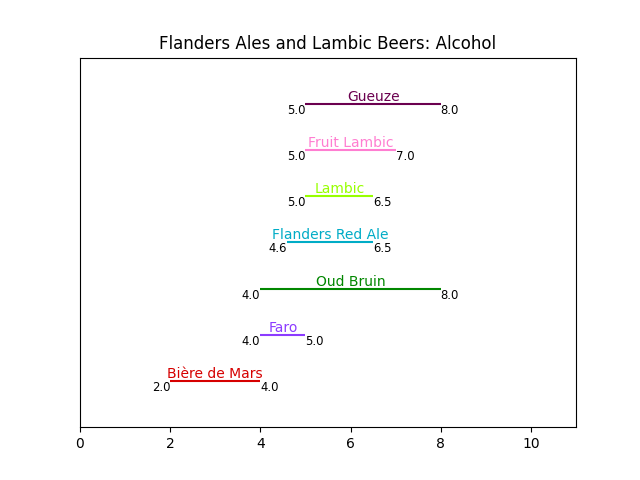 Flanders Ales and Lambic Beers: Alcohol
Gueuze
5.0 8.0
Fruit Lambic
5.0 7.0
Lambic
5.0 6.5
Flanders Red Ale
4.6 6.5
Oud Bruin
4.0 8.0
Faro
4.0 5.0
Bière de Mars
2.0 4.0
0 2 4 6 8 10